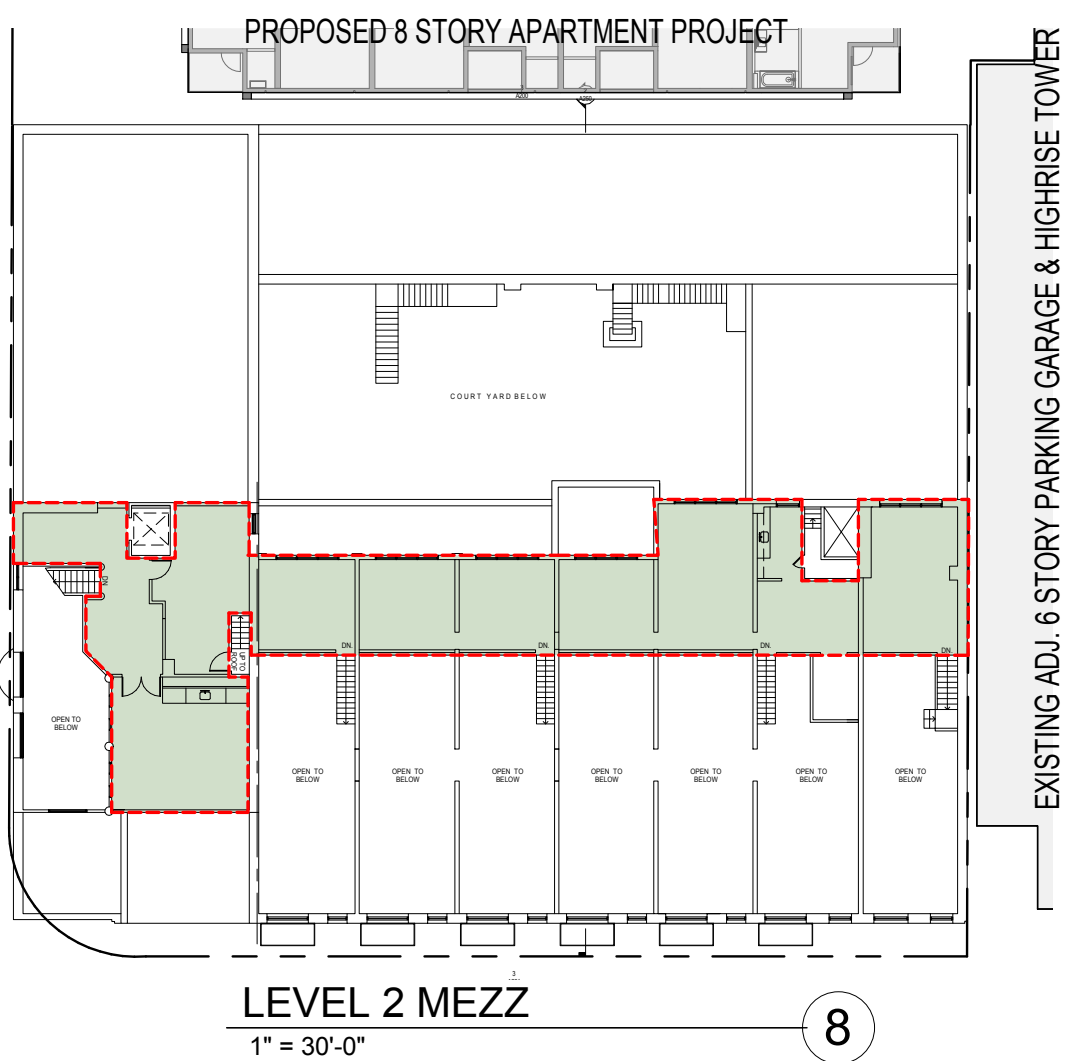 PROPOSED 8 STORY APARTMENT PROJECT
A200
EXISTING ADJ. 6 STORY PARKING GARAGE & HIGHRISE TOWER
COURT YARD BELOW
DN.
UP TO
ROOF
DN.
DN.
DN.
DN.
OPEN TO
BELOW
OPEN TO
BELOW
OPEN TO
BELOW
OPEN TO
BELOW
OPEN TO
BELOW
OPEN TO
BELOW
OPEN TO
BELOW
OPEN TO
BELOW
3
LEVEL 2 MEZZ
8
1" = 30'-0"